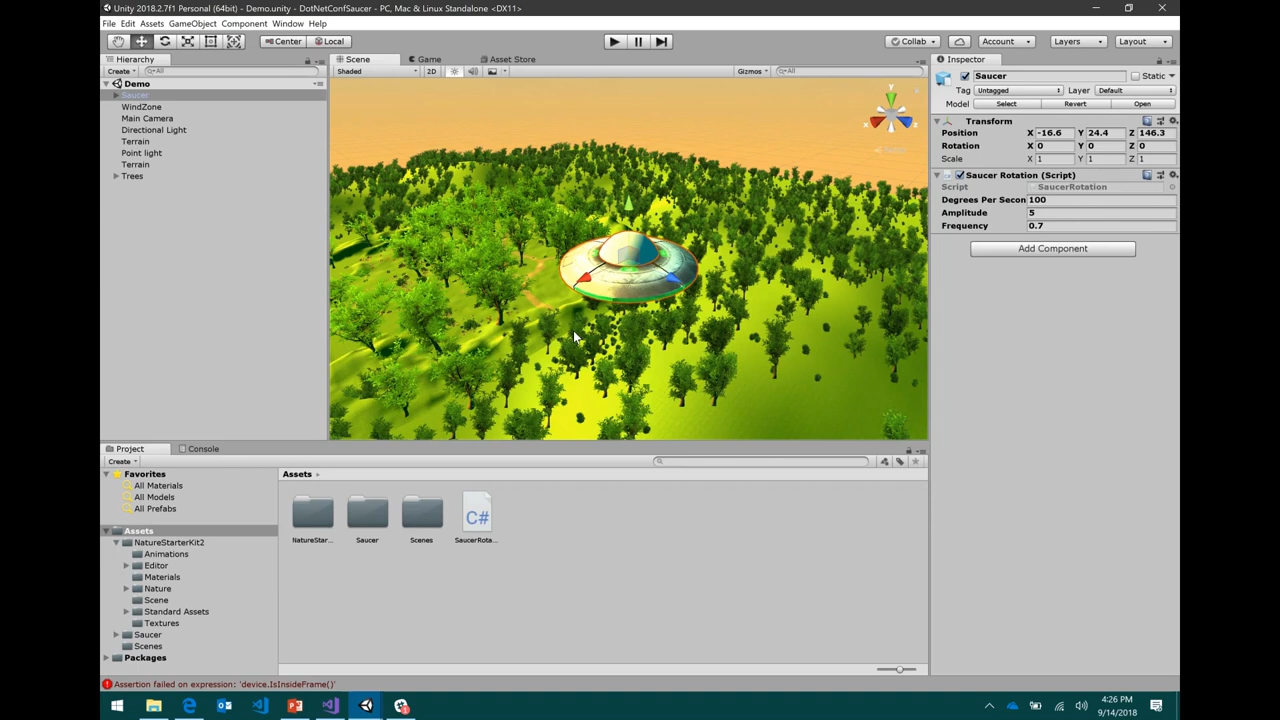 Unity 2018.2.7f1 Personal (64bit) - Demo.unity - DotNetConfSaucer - PC, Mac & Linux Standalone <DX11>
File Edit Assets GameObject Component Window Help
Center Local Collab Account Layers Layout
Hierarchy
Create All
Demo
Saucer
WindZone
Main Camera
Directional Light
Terrain
Point light
Terrain
Trees
Scene Game Asset Store
Shaded 2D Gizmos All
y
x z
Inspector
Saucer Static
Tag Untagged Layer Default
Model Select Revert Open
Transform
Position X -16.6 Y 24.4 Z 146.3
Rotation X 0 Y 0 Z 0
Scale X 1 Y 1 Z 1
Saucer Rotation (Script)
Script SaucerRotation
Degrees Per Secon 100
Amplitude 5
Frequency 0.7
Add Component
Project Console
Create
Favorites
All Materials
All Models
All Prefabs
Assets
NatureStarterKit2
Animations
Editor
Materials
Nature
Scene
Standard Assets
Textures
Saucer
Scenes
Packages
Assets
C#
NatureStar... Saucer Scenes SaucerRota...
Assertion failed on expression: 'device.IsInsideFrame()'
4:26 PM
9/14/2018